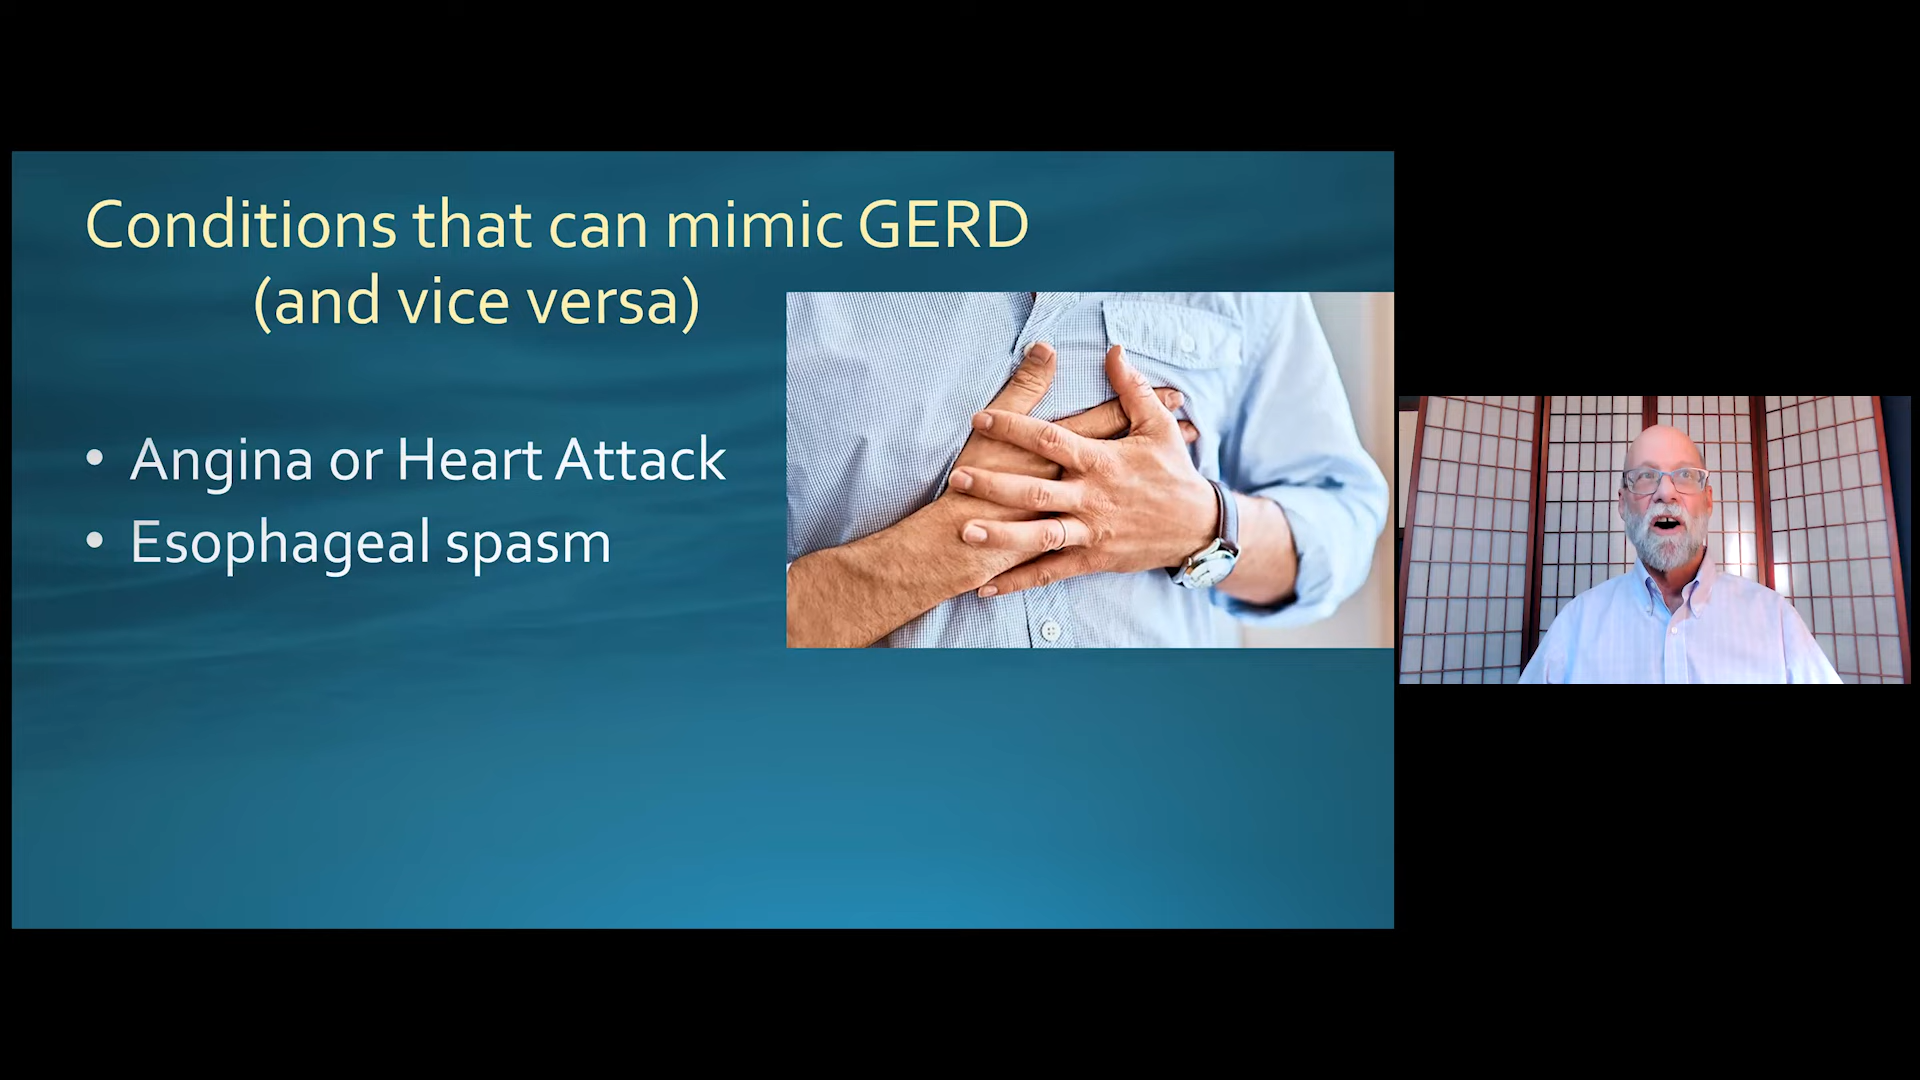 Conditions that can mimic GERD
(and vice versa)
• Angina or Heart Attack
• Esophageal spasm